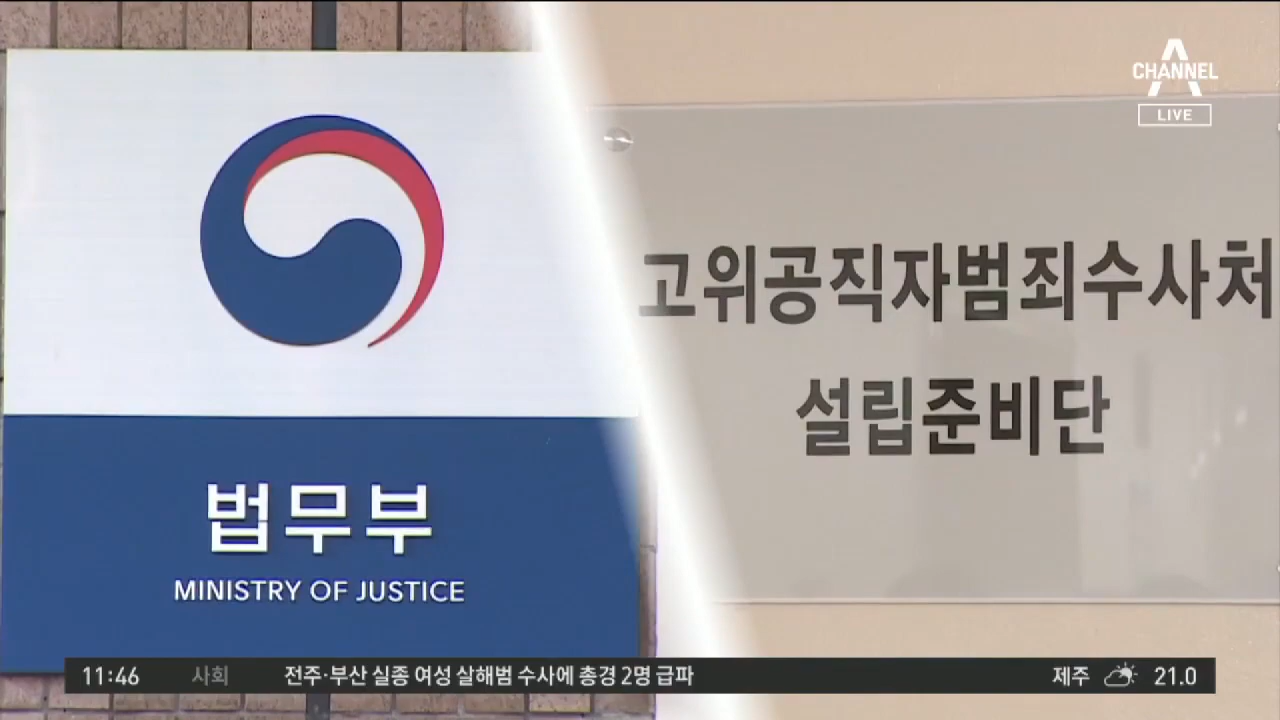 CHANNEL A
LIVE
법무부
MINISTRY OF JUSTICE
고위공직자범죄수사처
설립준비단
11:46 사회 전주·부산 실종 여성 살해범 수사에 총경 2명 급파 제주 21.0